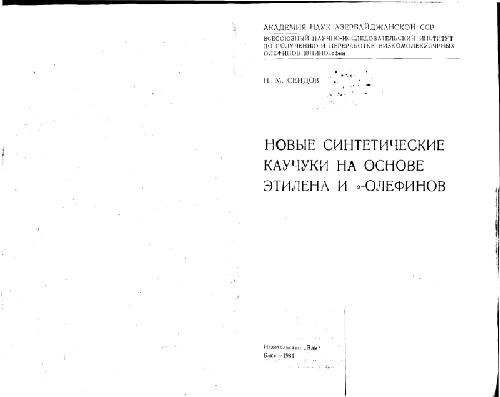 АКАДЕМИЯ НАУК АЗЕРБАЙДЖАНСКОЙ ССР
ВСЕСОЮЗНЫЙ НАУЧНО-ИССЛЕДОВАТЕЛЬСКИЙ ИНСТИТУТ
ПО ПОЛУЧЕНИЮ И ПЕРЕРАБОТКЕ НИЗКОМОЛЕКУЛЯРНЫХ
ОЛЕФИНОВ
Н. М. СЕИДОВ
НОВЫЕ СИНТЕТИЧЕСКИЕ
КАУЧУКИ НА ОСНОВЕ
ЭТИЛЕНА И α-ОЛЕФИНОВ
Издательство „Элм“
Баку—1981